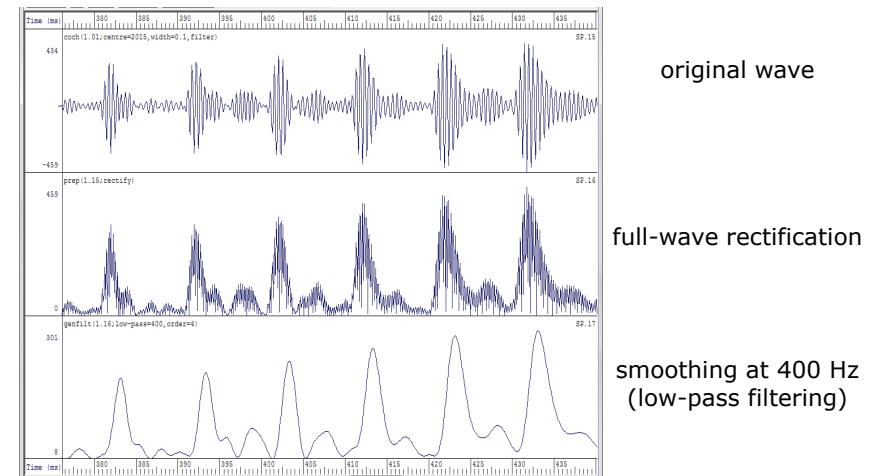 Time (ms) 380 385 390 395 400 405 410 415 420 425 430 435
coch(1.01;centre=2015,width=0.1,filter) SP.15
434
original wave
-459
prep(1.15;rectify) SP.16
459
full-wave rectification
0
genfilt(1.16;low-pass=400,order=4) SP.17
301
smoothing at 400 Hz
(low-pass filtering)
8
Time (ms) 380 385 390 395 400 405 410 415 420 425 430 435